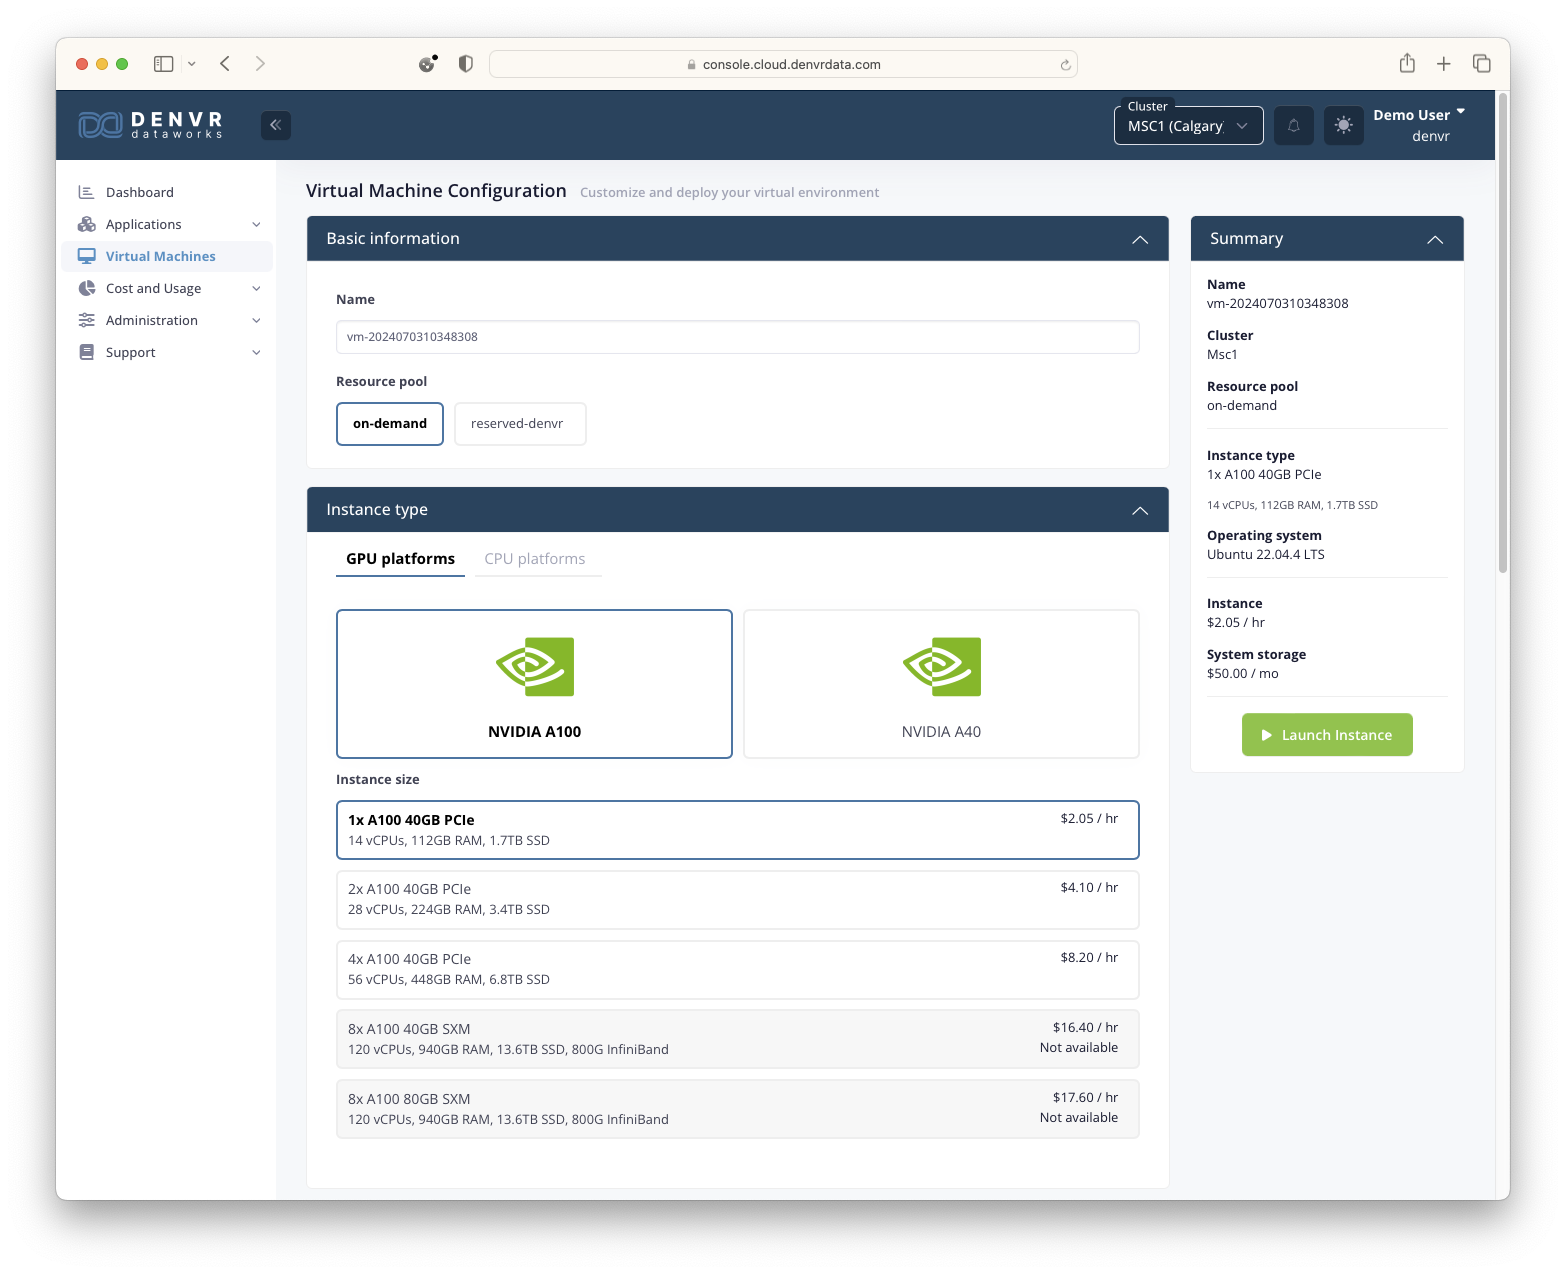 console.cloud.denvrdata.com
DENVR
dataworks
Cluster
MSC1 (Calgary)
Demo User
denvr
Dashboard
Applications
Virtual Machines
Cost and Usage
Administration
Support
Virtual Machine Configuration
Customize and deploy your virtual environment
Basic information
Name
vm-2024070310348308
Resource pool
on-demand
reserved-denvr
Instance type
GPU platforms
CPU platforms
NVIDIA A100
NVIDIA A40
Instance size
1x A100 40GB PCIe
$2.05 / hr
14 vCPUs, 112GB RAM, 1.7TB SSD
2x A100 40GB PCIe
$4.10 / hr
28 vCPUs, 224GB RAM, 3.4TB SSD
4x A100 40GB PCIe
$8.20 / hr
56 vCPUs, 448GB RAM, 6.8TB SSD
8x A100 40GB SXM
$16.40 / hr
120 vCPUs, 940GB RAM, 13.6TB SSD, 800G InfiniBand
Not available
8x A100 80GB SXM
$17.60 / hr
120 vCPUs, 940GB RAM, 13.6TB SSD, 800G InfiniBand
Not available
Summary
Name
vm-2024070310348308
Cluster
Msc1
Resource pool
on-demand
Instance type
1x A100 40GB PCIe
14 vCPUs, 112GB RAM, 1.7TB SSD
Operating system
Ubuntu 22.04.4 LTS
Instance
$2.05 / hr
System storage
$50.00 / mo
Launch Instance